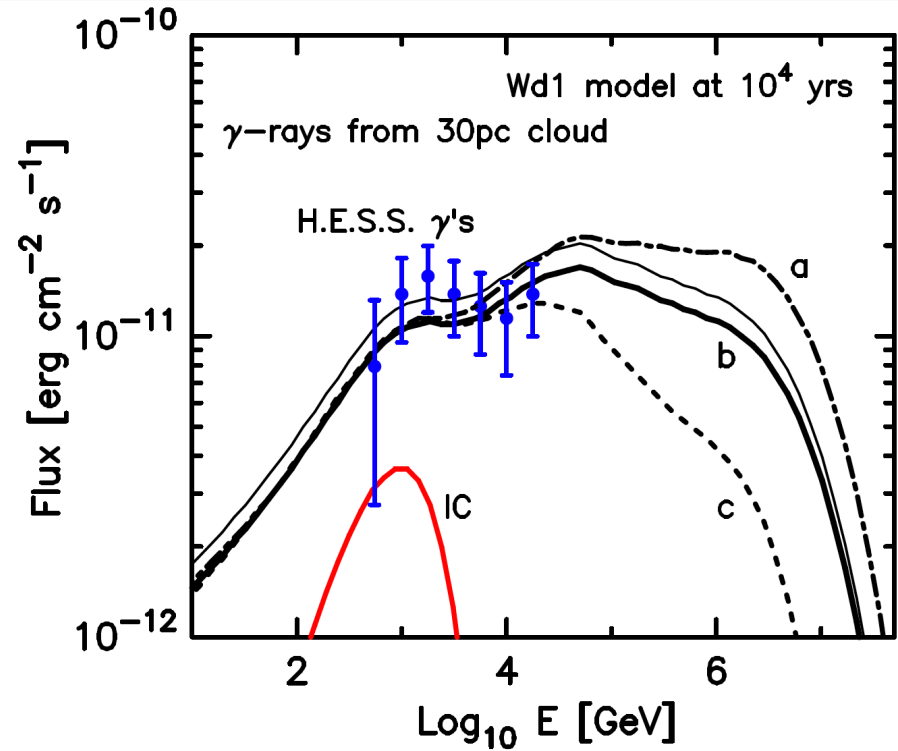 10⁻¹⁰
Wd1 model at 10⁴ yrs
γ-rays from 30pc cloud
H.E.S.S. γ's
a
10⁻¹¹
b
IC
c
10⁻¹²
2 4 6
Log₁₀ E [GeV]
Flux [erg cm⁻² s⁻¹]